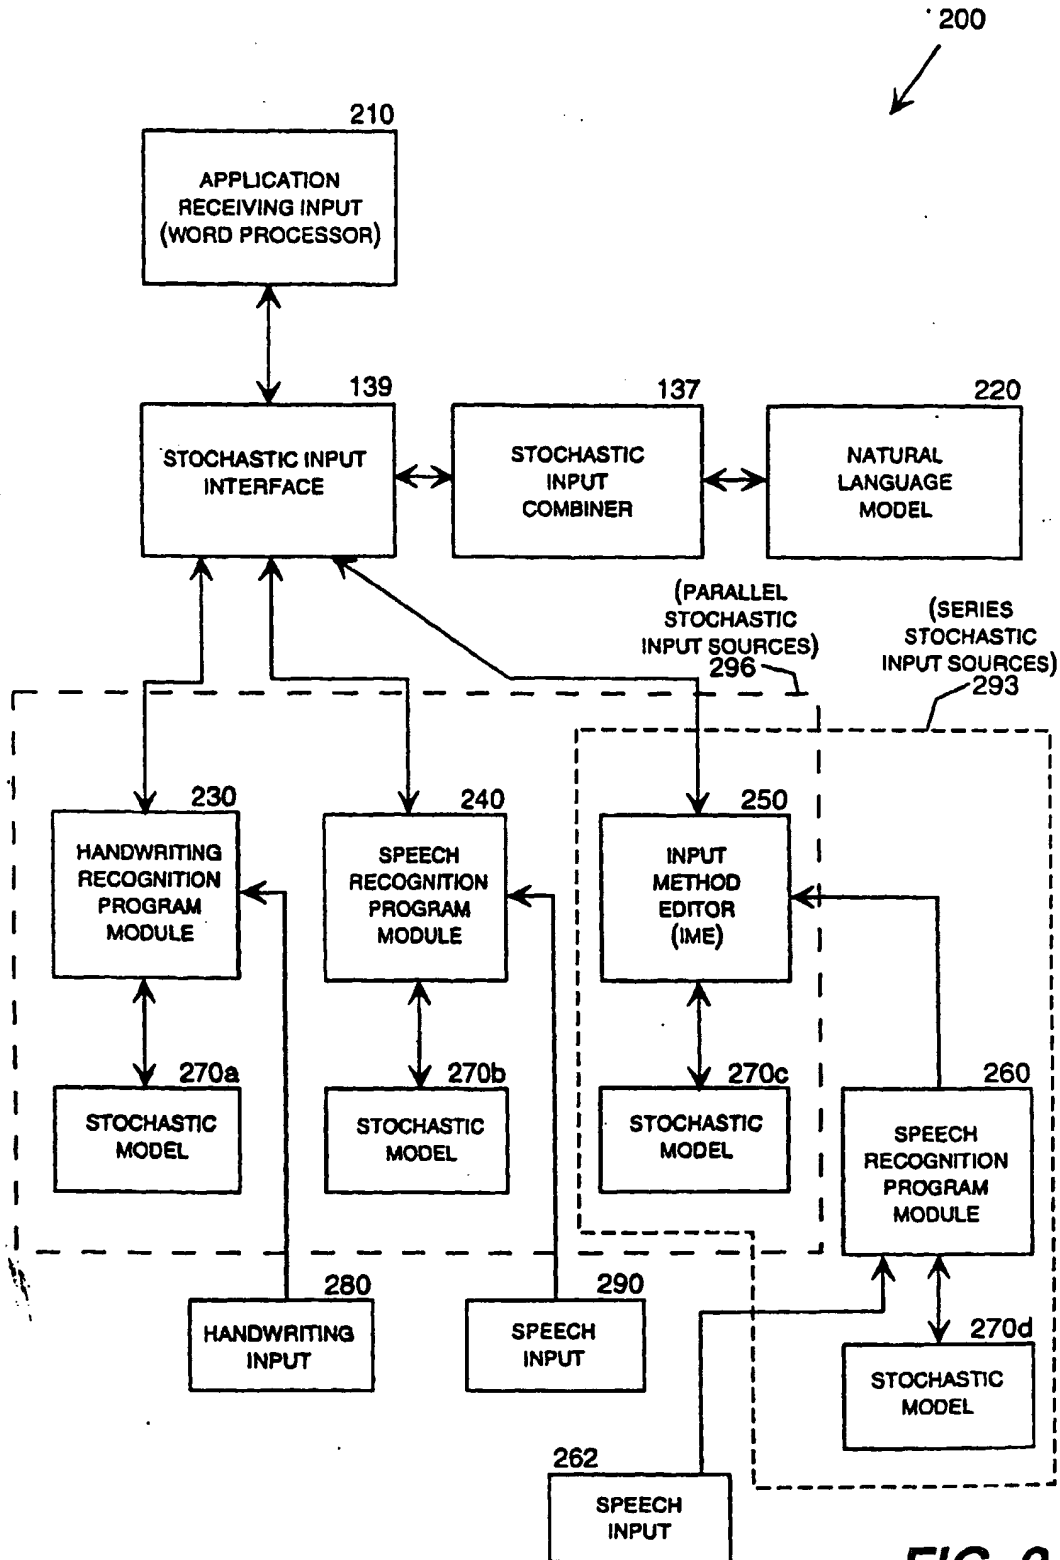 200
210
APPLICATION
RECEIVING INPUT
(WORD PROCESSOR)
139
STOCHASTIC INPUT
INTERFACE
137
STOCHASTIC
INPUT
COMBINER
220
NATURAL
LANGUAGE
MODEL
(PARALLEL
STOCHASTIC
INPUT SOURCES)
296
(SERIES
STOCHASTIC
INPUT SOURCES)
293
230
HANDWRITING
RECOGNITION
PROGRAM
MODULE
240
SPEECH
RECOGNITION
PROGRAM
MODULE
250
INPUT
METHOD
EDITOR
(IME)
270a
STOCHASTIC
MODEL
270b
STOCHASTIC
MODEL
270c
STOCHASTIC
MODEL
260
SPEECH
RECOGNITION
PROGRAM
MODULE
280
HANDWRITING
INPUT
290
SPEECH
INPUT
270d
STOCHASTIC
MODEL
262
SPEECH
INPUT
FIG.